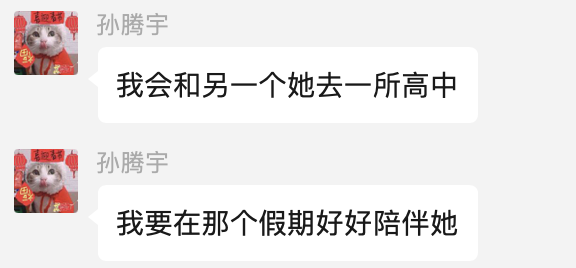 孙腾宇
我会和另一个她去一所高中
孙腾宇
我要在那个假期好好陪伴她